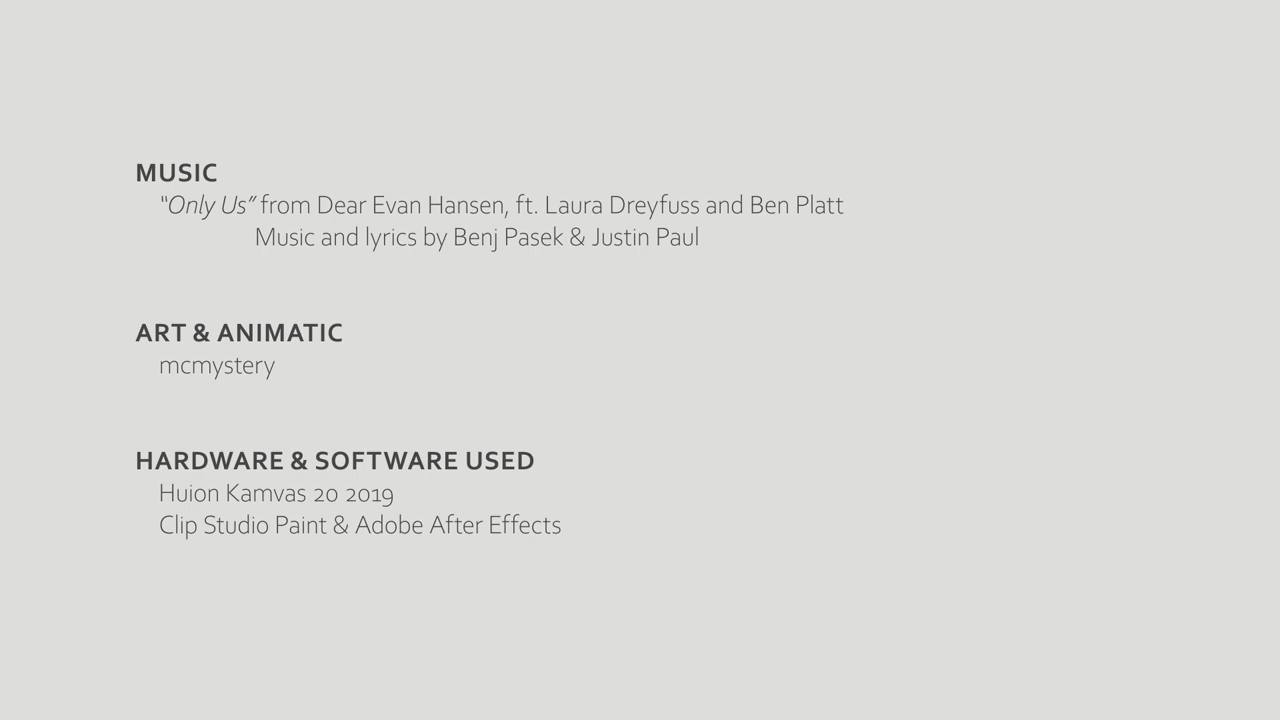 MUSIC
“Only Us” from Dear Evan Hansen, ft. Laura Dreyfuss and Ben Platt
Music and lyrics by Benj Pasek & Justin Paul
ART & ANIMATIC
mcmystery
HARDWARE & SOFTWARE USED
Huion Kamvas 20 2019
Clip Studio Paint & Adobe After Effects